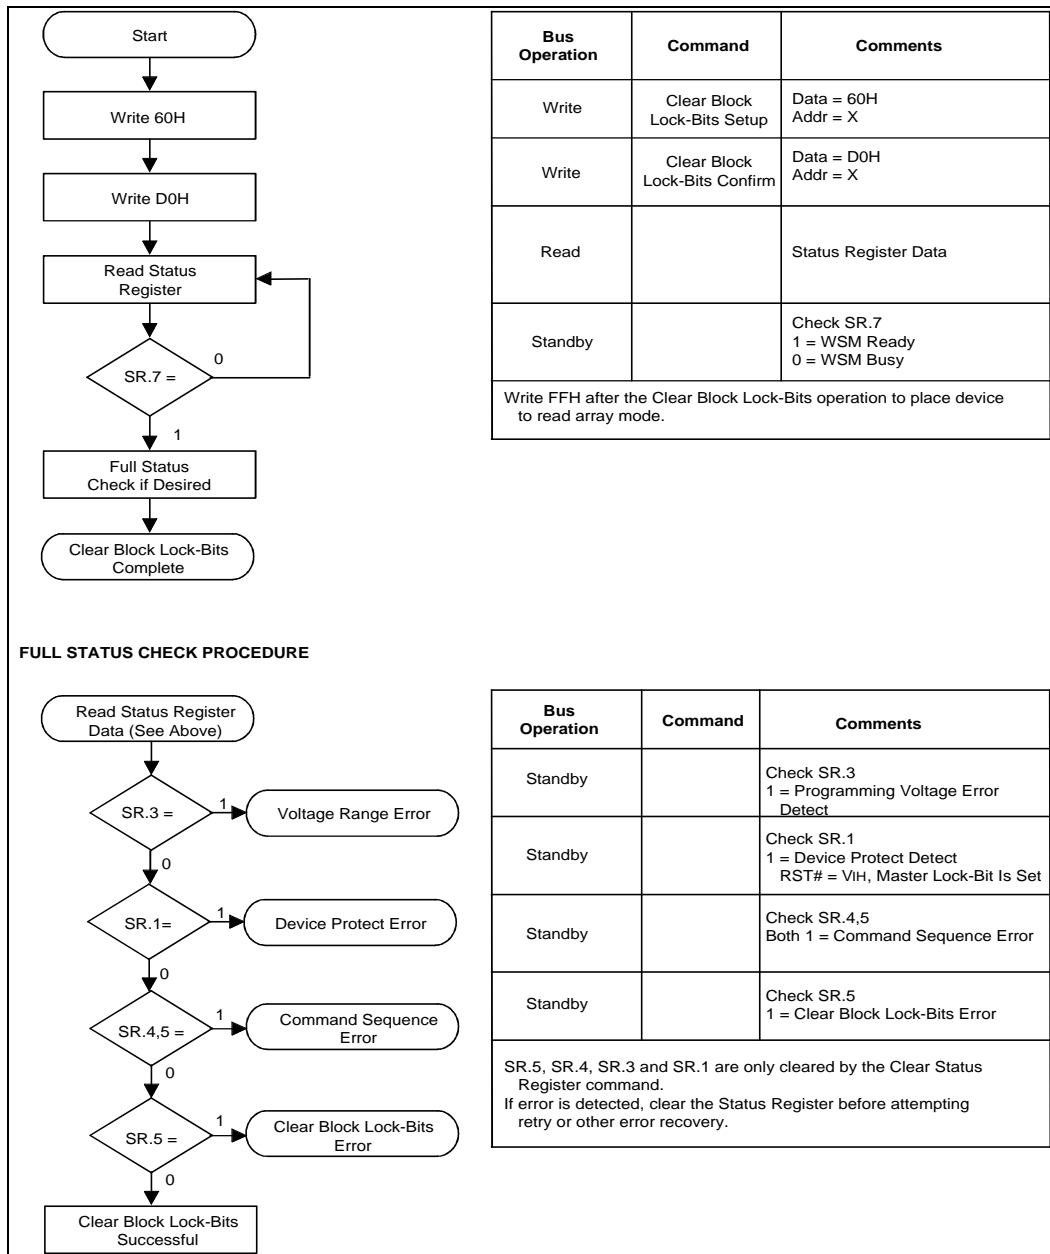 Start
Write 60H
Write D0H
Read Status
Register
0
SR.7 =
1
Full Status
Check if Desired
Clear Block Lock-Bits
Complete
Bus
Operation
Command
Comments
Write
Clear Block
Lock-Bits Setup
Data = 60H
Addr = X
Write
Clear Block
Lock-Bits Confirm
Data = D0H
Addr = X
Read
Status Register Data
Standby
Check SR.7
1 = WSM Ready
0 = WSM Busy
Write FFH after the Clear Block Lock-Bits operation to place device
to read array mode.
FULL STATUS CHECK PROCEDURE
Read Status Register
Data (See Above)
SR.3 =
1
Voltage Range Error
0
SR.1=
1
Device Protect Error
0
SR.4,5 =
1
Command Sequence
Error
0
SR.5 =
1
Clear Block Lock-Bits
Error
0
Clear Block Lock-Bits
Successful
Bus
Operation
Command
Comments
Standby
Check SR.3
1 = Programming Voltage Error
Detect
Standby
Check SR.1
1 = Device Protect Detect
RST# = VIH, Master Lock-Bit Is Set
Standby
Check SR.4,5
Both 1 = Command Sequence Error
Standby
Check SR.5
1 = Clear Block Lock-Bits Error
SR.5, SR.4, SR.3 and SR.1 are only cleared by the Clear Status
Register command.
If error is detected, clear the Status Register before attempting
retry or other error recovery.